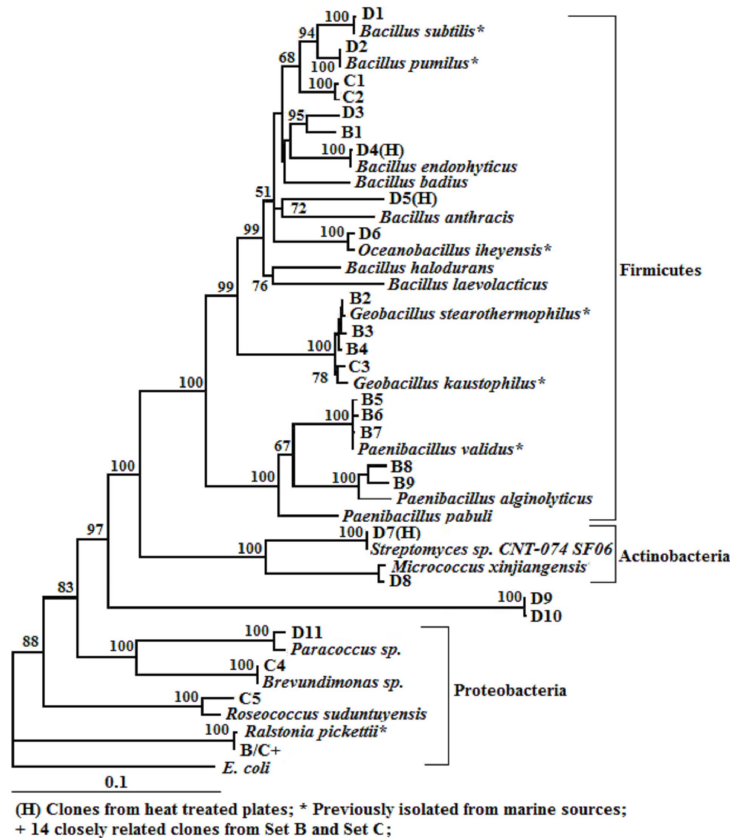 100 D1
Bacillus subtilis*
94
D2
68
Bacillus pumilus*
100
100 C1
C2
D3
95
B1
100 D4(H)
Bacillus endophyticus
Bacillus badius
51
D5(H)
72
Bacillus anthracis
100 D6
99
Oceanobacillus iheyensis*
Bacillus halodurans
Firmicutes
76
Bacillus laevolacticus
99
B2
Geobacillus stearothermophilus*
B3
100
B4
C3
78
Geobacillus kaustophilus*
100
B5
100 B6
B7
67
Paenibacillus validus*
B8
100
100
B9
100
Paenibacillus alginolyticus
Paenibacillus pabuli
100 D7(H)
97
Streptomyces sp. CNT-074 SF06
100
Micrococcus xinjiangensis
Actinobacteria
D8
83
100 D9
D10
88
100 D11
100
Paracoccus sp.
100 C4
Brevundimonas sp.
Proteobacteria
100 C5
Roseococcus suduntuyensis
100 Ralstonia pickettii*
B/C+
E. coli
0.1
(H) Clones from heat treated plates; * Previously isolated from marine sources;
+ 14 closely related clones from Set B and Set C;